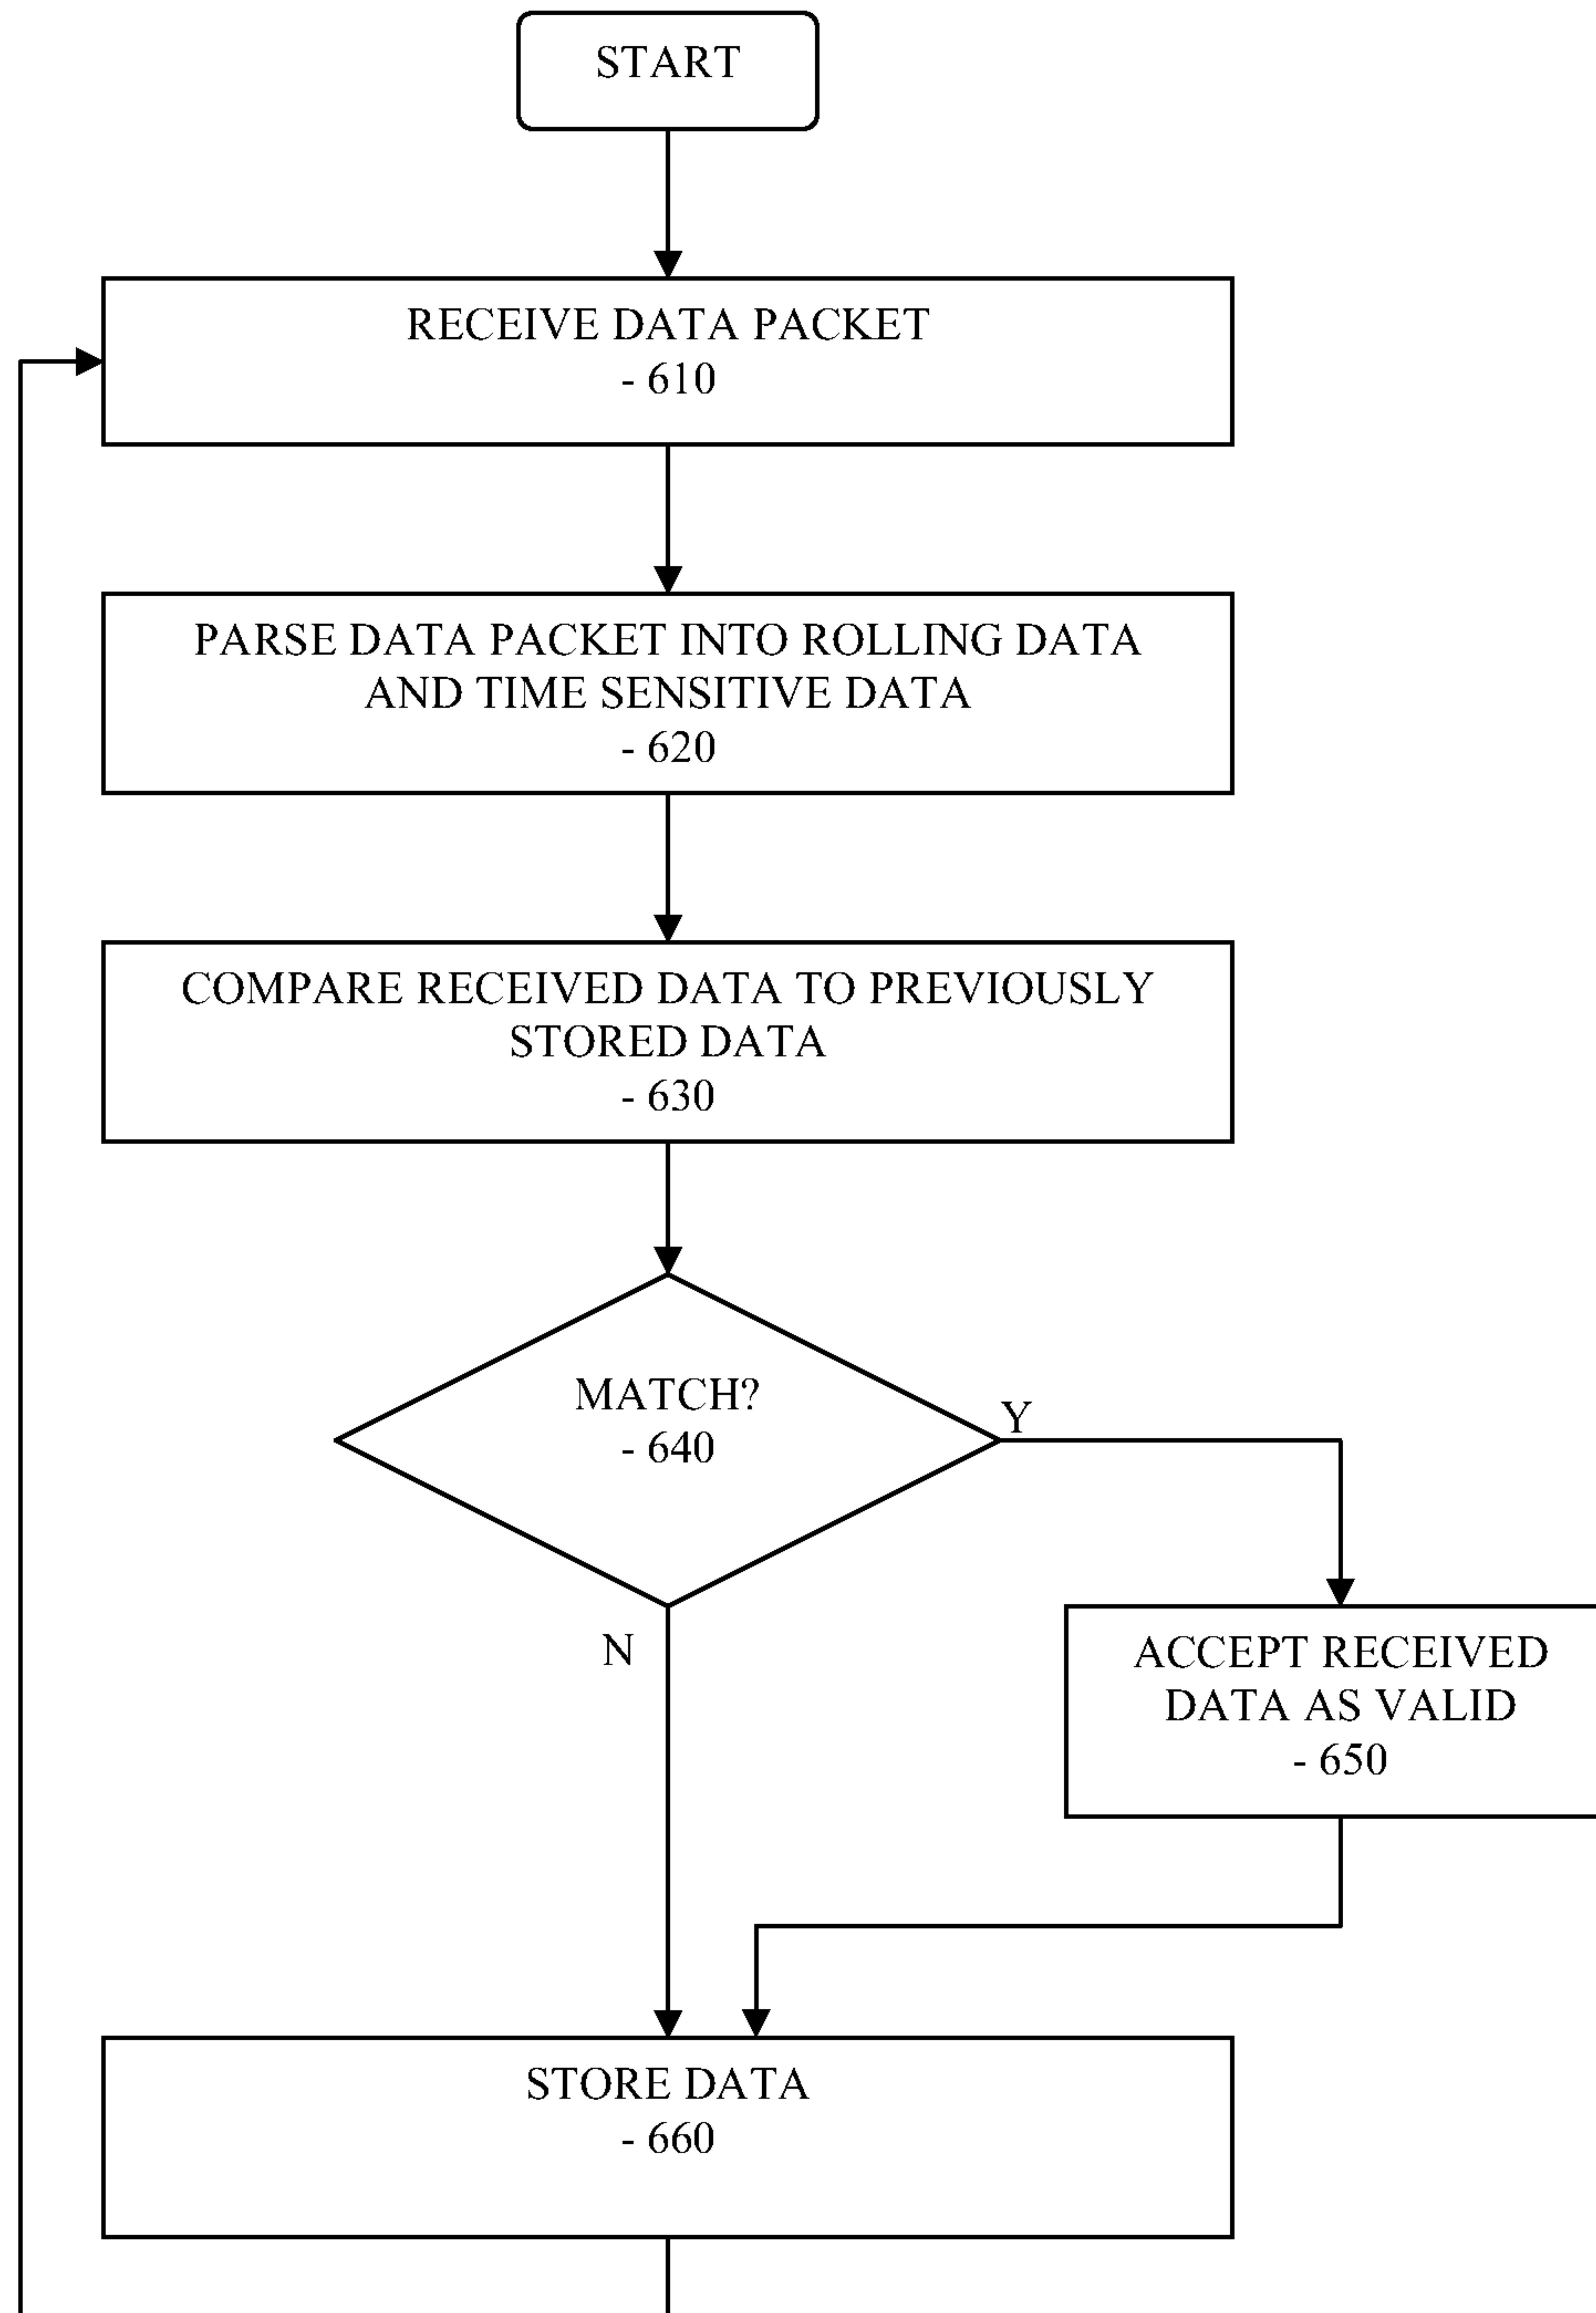 START
RECEIVE DATA PACKET
- 610
PARSE DATA PACKET INTO ROLLING DATA
AND TIME SENSITIVE DATA
- 620
COMPARE RECEIVED DATA TO PREVIOUSLY
STORED DATA
- 630
MATCH?
- 640
Y
N
ACCEPT RECEIVED
DATA AS VALID
- 650
STORE DATA
- 660